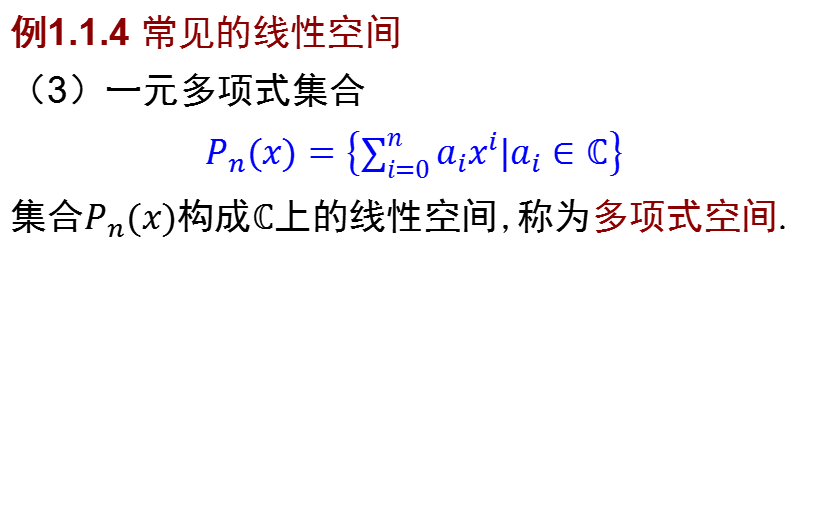 例1.1.4 常见的线性空间
（3）一元多项式集合
𝑃ₙ(𝑥) = {∑ⁿᵢ₌₀ 𝑎ᵢ𝑥ⁱ|𝑎ᵢ ∈ ℂ}
集合𝑃ₙ(𝑥)构成ℂ上的线性空间,称为多项式空间.